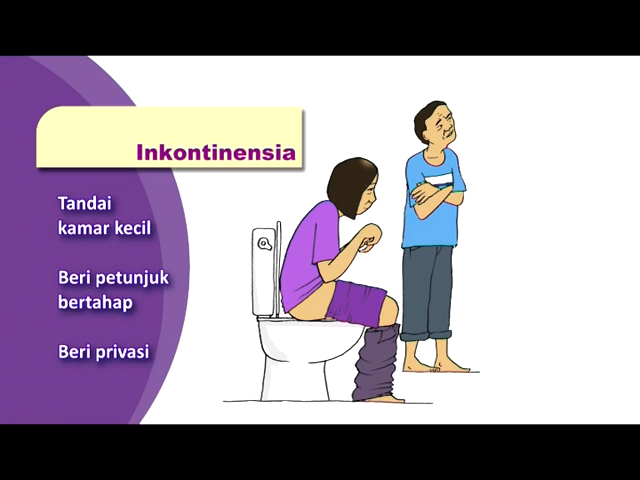 Inkontinensia
Tandai
kamar kecil
Beri petunjuk
bertahap
Beri privasi